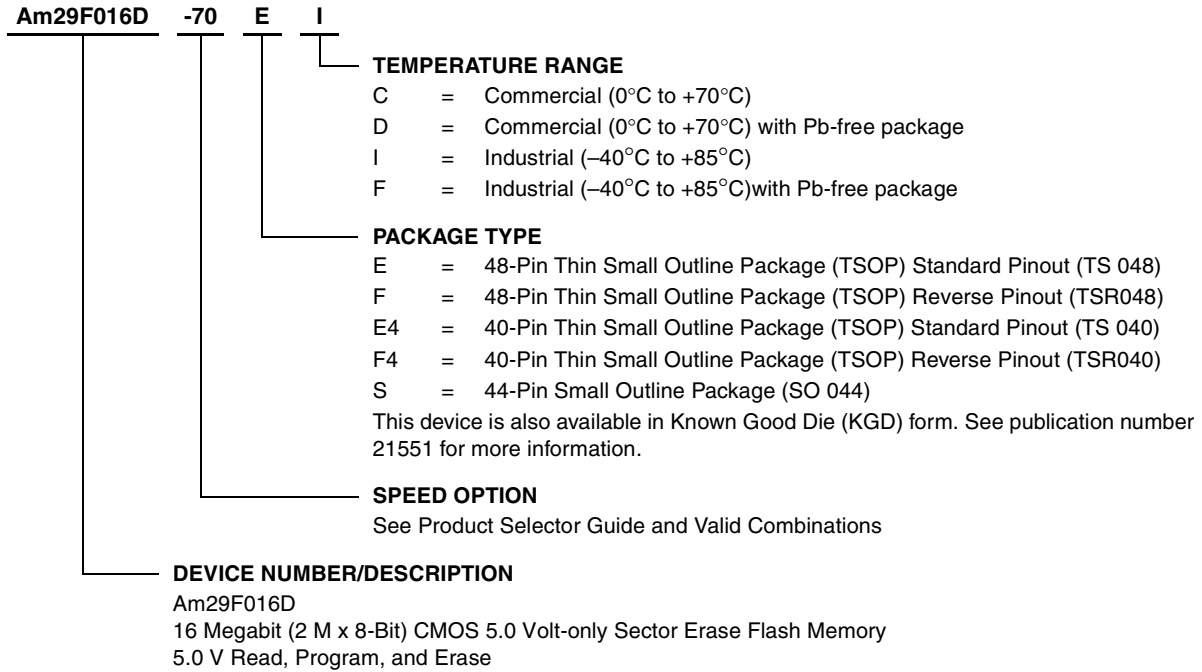 Am29F016D -70 E I
TEMPERATURE RANGE
C = Commercial (0°C to +70°C)
D = Commercial (0°C to +70°C) with Pb-free package
I = Industrial (–40°C to +85°C)
F = Industrial (–40°C to +85°C)with Pb-free package
PACKAGE TYPE
E = 48-Pin Thin Small Outline Package (TSOP) Standard Pinout (TS 048)
F = 48-Pin Thin Small Outline Package (TSOP) Reverse Pinout (TSR048)
E4 = 40-Pin Thin Small Outline Package (TSOP) Standard Pinout (TS 040)
F4 = 40-Pin Thin Small Outline Package (TSOP) Reverse Pinout (TSR040)
S = 44-Pin Small Outline Package (SO 044)
This device is also available in Known Good Die (KGD) form. See publication number
21551 for more information.
SPEED OPTION
See Product Selector Guide and Valid Combinations
DEVICE NUMBER/DESCRIPTION
Am29F016D
16 Megabit (2 M x 8-Bit) CMOS 5.0 Volt-only Sector Erase Flash Memory
5.0 V Read, Program, and Erase